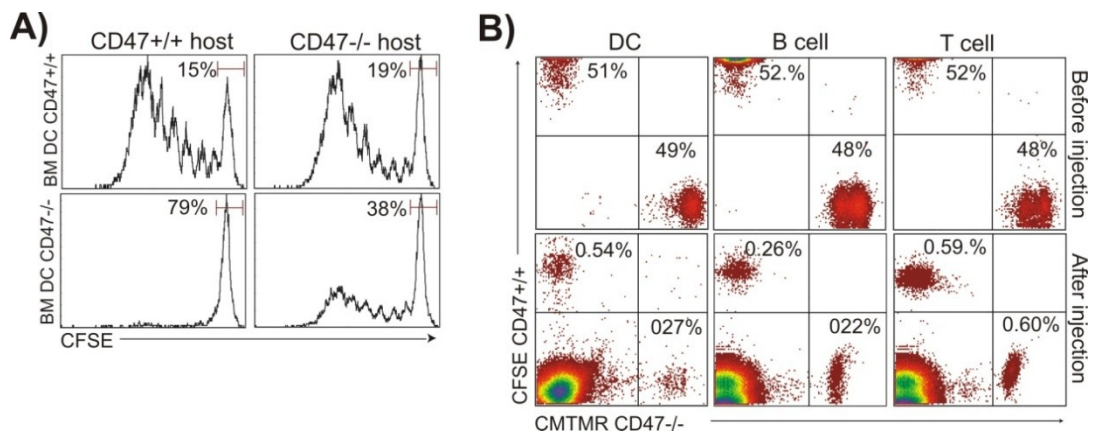 A)
CD47+/+ host
CD47-/- host
BM DC CD47+/+
15%
19%
BM DC CD47-/-
79%
38%
CFSE
B)
DC
B cell
T cell
51%
52.%
52%
49%
48%
48%
Before injection
0.54%
0.26%
0.59.%
027%
022%
0.60%
After injection
CFSE CD47+/+
CMTMR CD47-/-